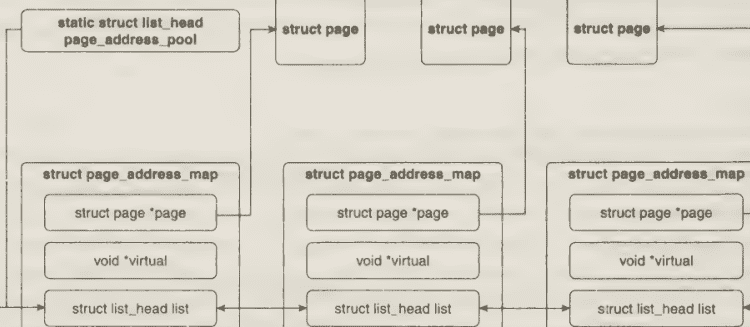 static struct list_head
page_address_pool
struct page
struct page
struct page
struct page_address_map
struct page *page
void *virtual
struct list_head list
struct page_address_map
struct page *page
void *virtual
struct list_head list
struct page_address_map
struct page *page
void *virtual
struct list_head list